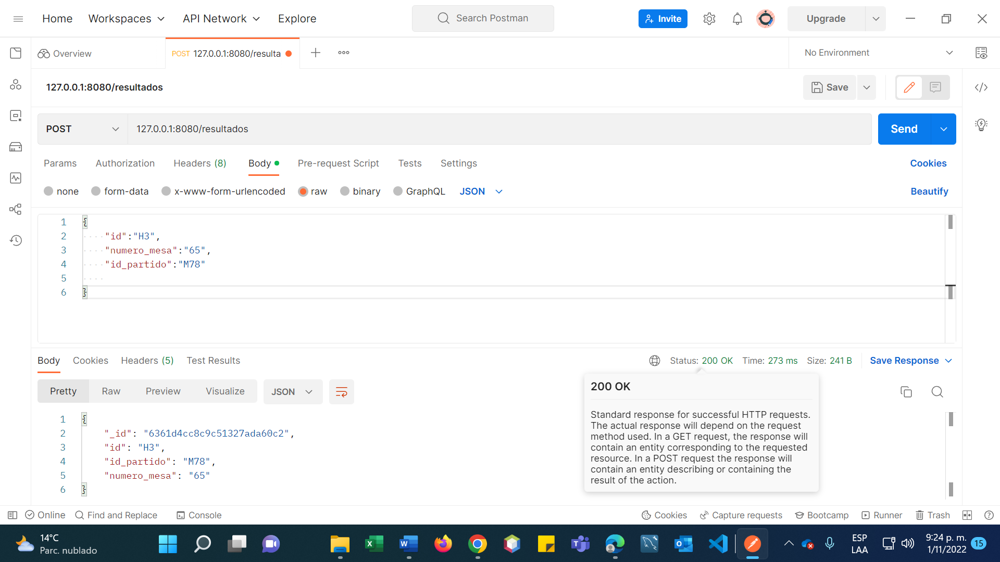 Home Workspaces API Network Explore Search Postman Invite Upgrade
Overview POST 127.0.0.1:8080/resulta No Environment
127.0.0.1:8080/resultados Save
POST 127.0.0.1:8080/resultados Send
Params Authorization Headers (8) Body Pre-request Script Tests Settings Cookies
none form-data x-www-form-urlencoded raw binary GraphQL JSON Beautify
1 {
2 "id":"H3",
3 "numero_mesa":"65",
4 "id_partido":"M78"
5
6 }
Body Cookies Headers (5) Test Results Status: 200 OK Time: 273 ms Size: 241 B Save Response
Pretty Raw Preview Visualize JSON
200 OK
Standard response for successful HTTP requests.
The actual response will depend on the request
method used. In a GET request, the response will
contain an entity corresponding to the requested
resource. In a POST request the response will
contain an entity describing or containing the
result of the action.
1 {
2 "_id": "6361d4cc8c9c51327ada60c2",
3 "id": "H3",
4 "id_partido": "M78",
5 "numero_mesa": "65"
6 }
Online Find and Replace Console Cookies Capture requests Bootcamp Runner Trash
14°C
Parc. nublado
ESP
LAA
9:24 p. m.
1/11/2022
15